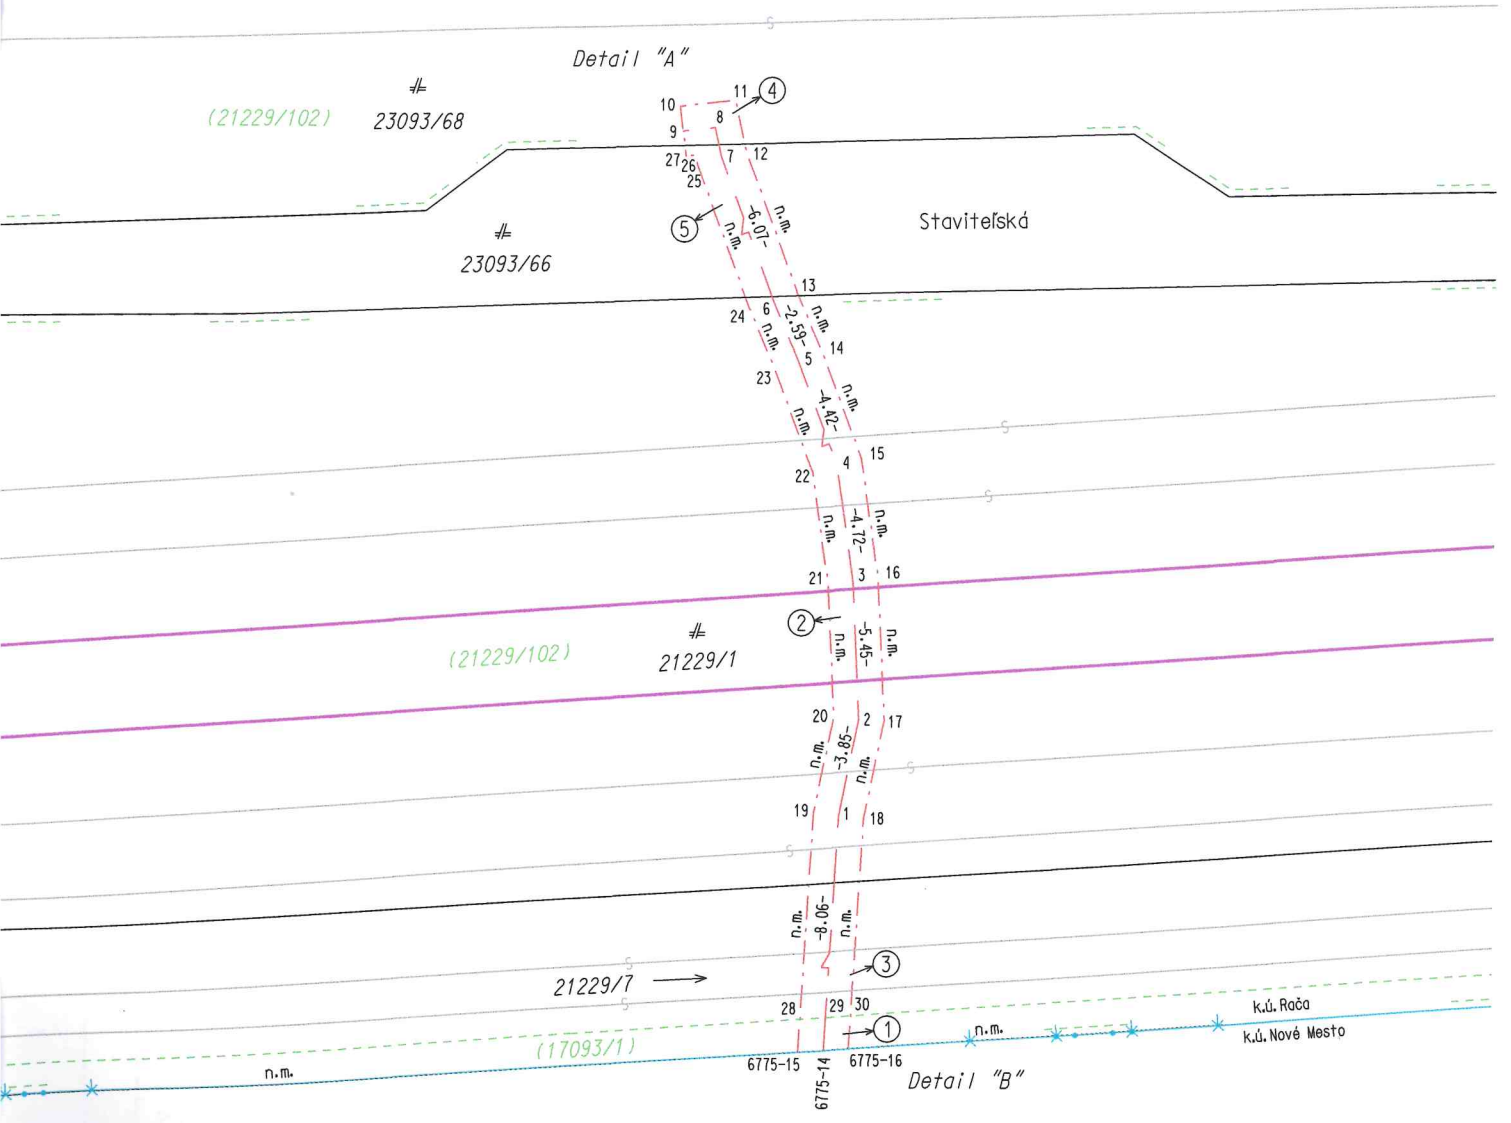 Detail "A"
11
4
10
(21229/102)
23093/68
8
9
7
12
27
26
25
n.m.
-6.07-
5
n.m.
Staviteľská
23093/66
13
6
24
-2.59-
n.m.
n.m.
14
5
23
-4.42-
n.m.
n.m.
15
4
22
n.m.
-4.72-
n.m.
21
3
16
2
(21229/102)
21229/1
n.m.
-5.45-
n.m.
20
2
17
n.m.
-3.85-
n.m.
19
1
18
n.m.
-8.06-
n.m.
3
21229/7
28
29
30
k.ú. Rača
1
n.m.
k.ú. Nové Mesto
(17093/1)
n.m.
6775-15
6775-14
6775-16
Detail "B"